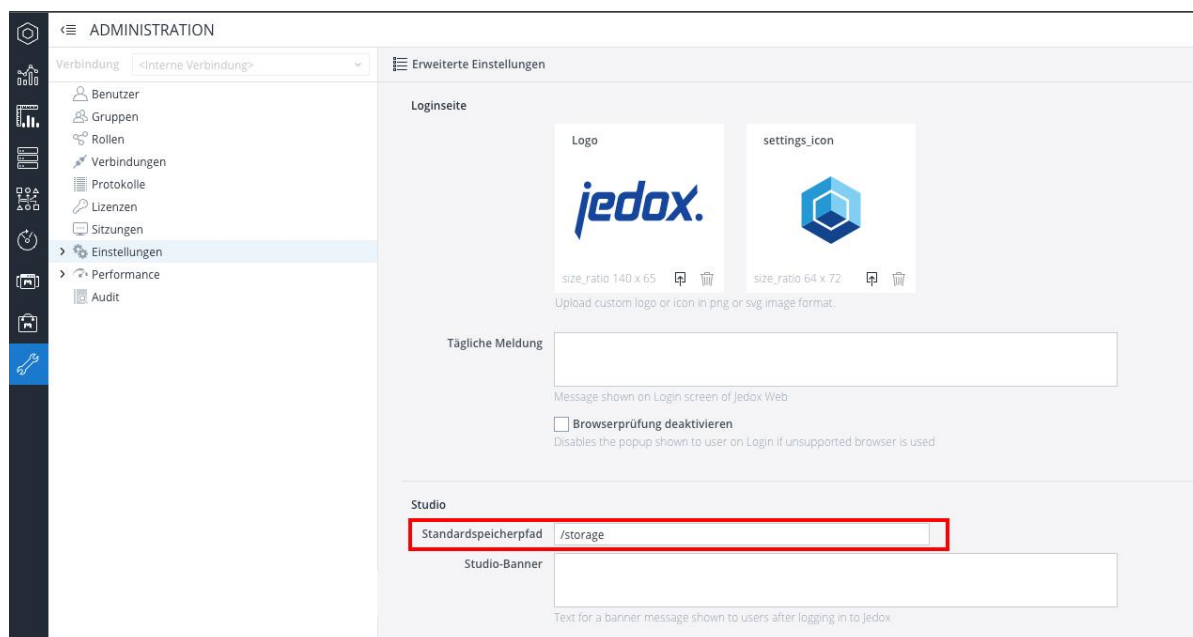 ADMINISTRATION
Verbindung <Interne Verbindung>
Benutzer
Gruppen
Rollen
Verbindungen
Protokolle
Lizenzen
Sitzungen
Einstellungen
Performance
Audit
Erweiterte Einstellungen
Loginseite
Logo
jedox.
size_ratio 140 x 65
settings_icon
size_ratio 64 x 72
Upload custom logo or icon in png or svg image format.
Tägliche Meldung
Message shown on Login screen of Jedox Web
Browserprüfung deaktivieren
Disables the popup shown to user on Login if unsupported browser is used
Studio
Standardspeicherpfad /storage
Studio-Banner
Text for a banner message shown to users after logging in to Jedox